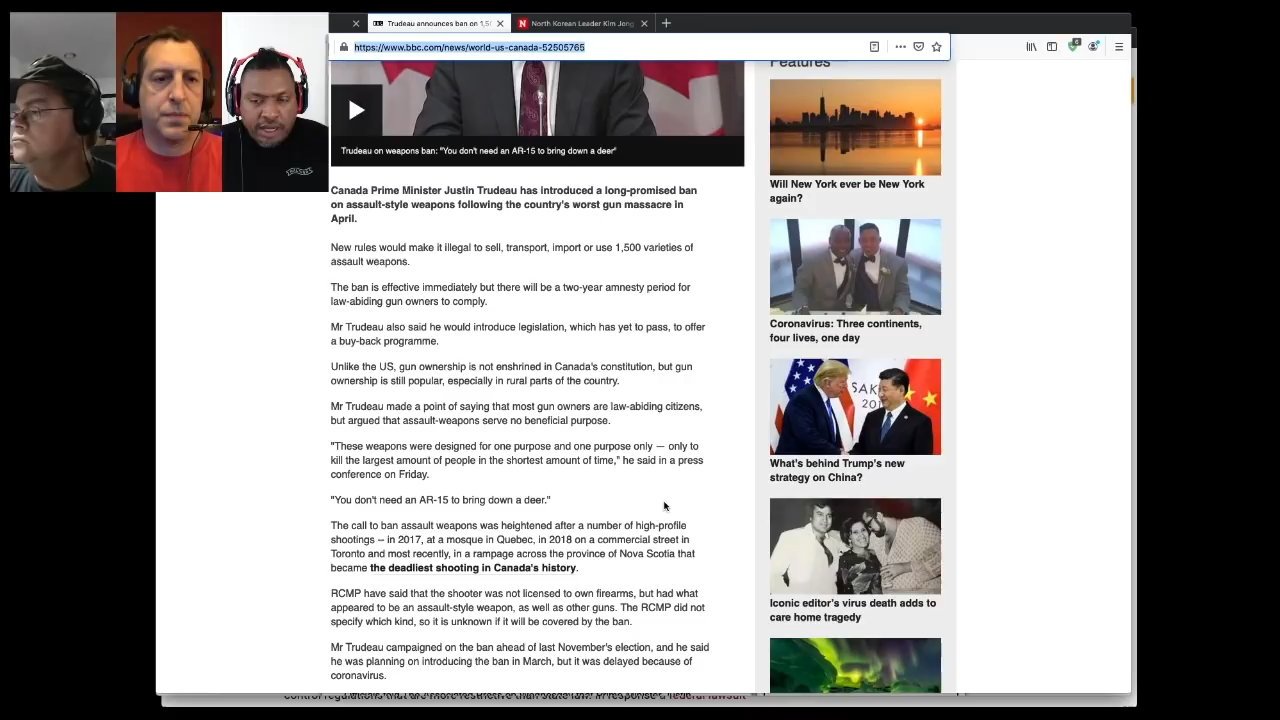 Trudeau announces ban on 1,50
North Korean Leader Kim Jong
https://www.bbc.com/news/world-us-canada-52505765
Trudeau on weapons ban: "You don't need an AR-15 to bring down a deer"
Canada Prime Minister Justin Trudeau has introduced a long-promised ban
on assault-style weapons following the country's worst gun massacre in
April.
New rules would make it illegal to sell, transport, import or use 1,500 varieties of
assault weapons.
The ban is effective immediately but there will be a two-year amnesty period for
law-abiding gun owners to comply.
Mr Trudeau also said he would introduce legislation, which has yet to pass, to offer
a buy-back programme.
Unlike the US, gun ownership is not enshrined in Canada's constitution, but gun
ownership is still popular, especially in rural parts of the country.
Mr Trudeau made a point of saying that most gun owners are law-abiding citizens,
but argued that assault-weapons serve no beneficial purpose.
"These weapons were designed for one purpose and one purpose only — only to
kill the largest amount of people in the shortest amount of time," he said in a press
conference on Friday.
"You don't need an AR-15 to bring down a deer."
The call to ban assault weapons was heightened after a number of high-profile
shootings – in 2017, at a mosque in Quebec, in 2018 on a commercial street in
Toronto and most recently, in a rampage across the province of Nova Scotia that
became the deadliest shooting in Canada's history.
RCMP have said that the shooter was not licensed to own firearms, but had what
appeared to be an assault-style weapon, as well as other guns. The RCMP did not
specify which kind, so it is unknown if it will be covered by the ban.
Mr Trudeau campaigned on the ban ahead of last November's election, and he said
he was planning on introducing the ban in March, but it was delayed because of
coronavirus.
Features
Will New York ever be New York
again?
Coronavirus: Three continents,
four lives, one day
SAK
201
What's behind Trump's new
strategy on China?
Iconic editor's virus death adds to
care home tragedy